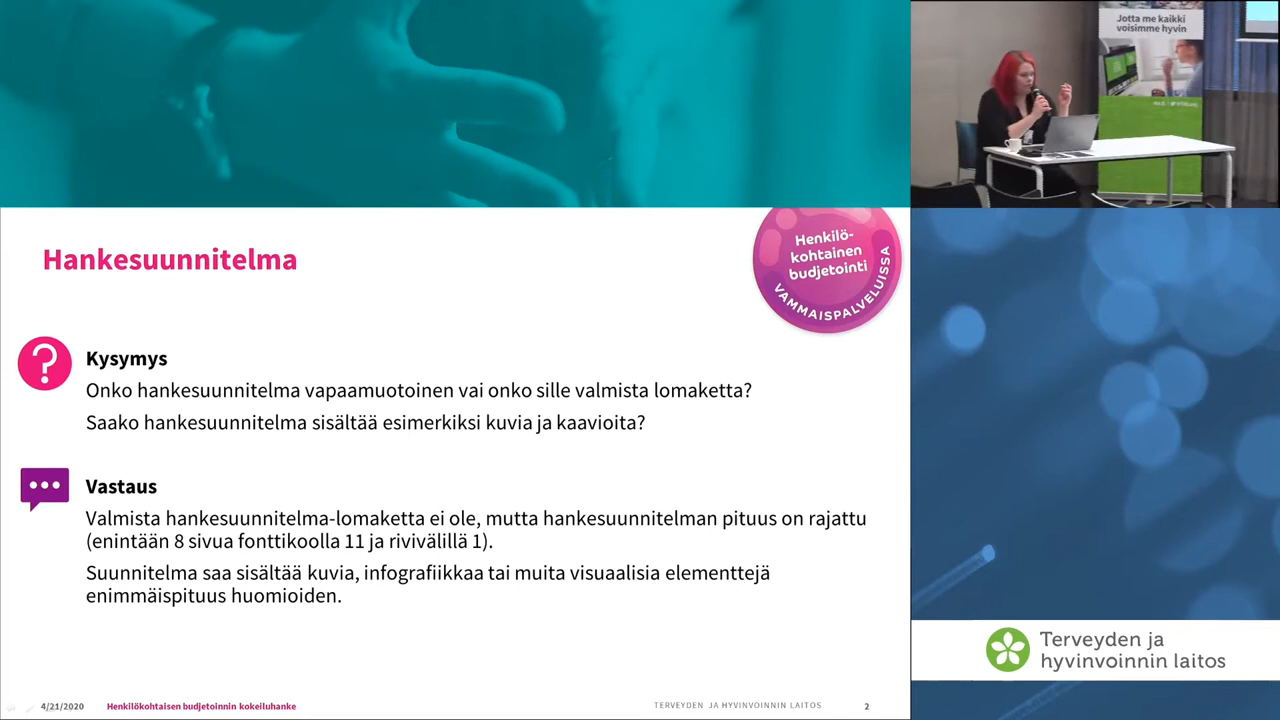 Jotta me kaikki
voisimme hyvin
Hankesuunnitelma
Henkilö-
kohtainen
budjetointi
VAMMAISPALVELUISSA
Kysymys
Onko hankesuunnitelma vapaamuotoinen vai onko sille valmista lomaketta?
Saako hankesuunnitelma sisältää esimerkiksi kuvia ja kaavioita?
Vastaus
Valmista hankesuunnitelma-lomaketta ei ole, mutta hankesuunnitelman pituus on rajattu
(enintään 8 sivua fonttikoolla 11 ja rivivälillä 1).
Suunnitelma saa sisältää kuvia, infografiikkaa tai muita visuaalisia elementtejä
enimmäispituus huomioiden.
Terveyden ja
hyvinvoinnin laitos
4/21/2020 Henkilökohtaisen budjetoinnin kokeiluhanke TERVEYDEN JA HYVINVOINNIN LAITOS 2